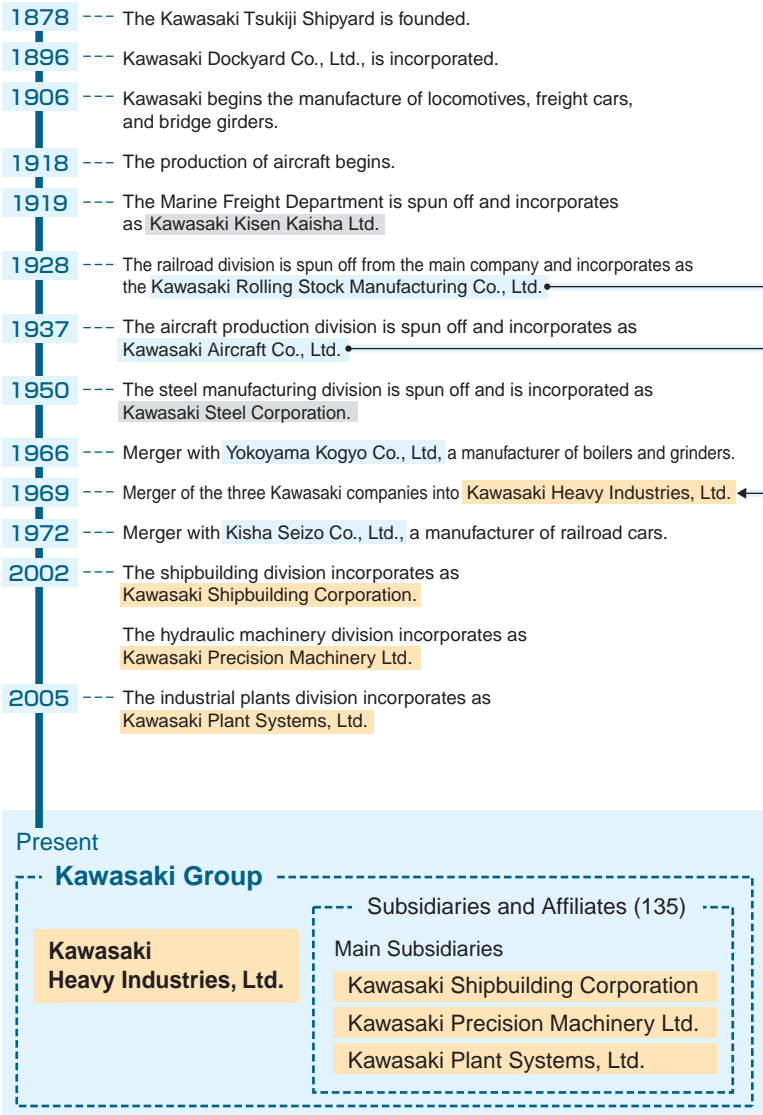 1878 --- The Kawasaki Tsukiji Shipyard is founded.
1896 --- Kawasaki Dockyard Co., Ltd., is incorporated.
1906 --- Kawasaki begins the manufacture of locomotives, freight cars,
and bridge girders.
1918 --- The production of aircraft begins.
1919 --- The Marine Freight Department is spun off and incorporates
as Kawasaki Kisen Kaisha Ltd.
1928 --- The railroad division is spun off from the main company and incorporates as
the Kawasaki Rolling Stock Manufacturing Co., Ltd.
1937 --- The aircraft production division is spun off and incorporates as
Kawasaki Aircraft Co., Ltd.
1950 --- The steel manufacturing division is spun off and is incorporated as
Kawasaki Steel Corporation.
1966 --- Merger with Yokoyama Kogyo Co., Ltd, a manufacturer of boilers and grinders.
1969 --- Merger of the three Kawasaki companies into Kawasaki Heavy Industries, Ltd.
1972 --- Merger with Kisha Seizo Co., Ltd., a manufacturer of railroad cars.
2002 --- The shipbuilding division incorporates as
Kawasaki Shipbuilding Corporation.
The hydraulic machinery division incorporates as
Kawasaki Precision Machinery Ltd.
2005 --- The industrial plants division incorporates as
Kawasaki Plant Systems, Ltd.
Present
Kawasaki Group
Kawasaki
Heavy Industries, Ltd.
Subsidiaries and Affiliates (135)
Main Subsidiaries
Kawasaki Shipbuilding Corporation
Kawasaki Precision Machinery Ltd.
Kawasaki Plant Systems, Ltd.